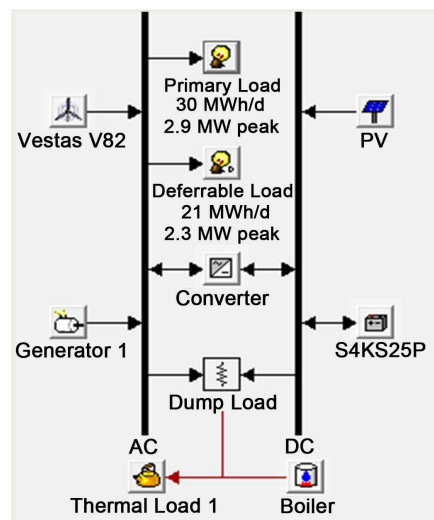 Primary Load
30 MWh/d
2.9 MW peak
Vestas V82
PV
Deferrable Load
21 MWh/d
2.3 MW peak
Converter
Generator 1
S4KS25P
Dump Load
AC
DC
Thermal Load 1
Boiler